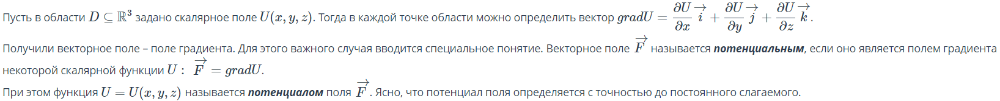 Пусть в области $D \subseteq \mathbb{R}^3$ задано скалярное поле $U(x, y, z)$. Тогда в каждой точке области можно определить вектор $gradU = \dfrac{\partial U}{\partial x}\overrightarrow{i} + \dfrac{\partial U}{\partial y}\overrightarrow{j} + \dfrac{\partial U}{\partial z}\overrightarrow{k}$.
Получили векторное поле – поле градиента. Для этого важного случая вводится специальное понятие. Векторное поле $\overrightarrow{F}$ называется потенциальным, если оно является полем градиента
некоторой скалярной функции $U: \overrightarrow{F} = gradU$.
При этом функция $U = U(x, y, z)$ называется потенциалом поля $\overrightarrow{F}$. Ясно, что потенциал поля определяется с точностью до постоянного слагаемого.